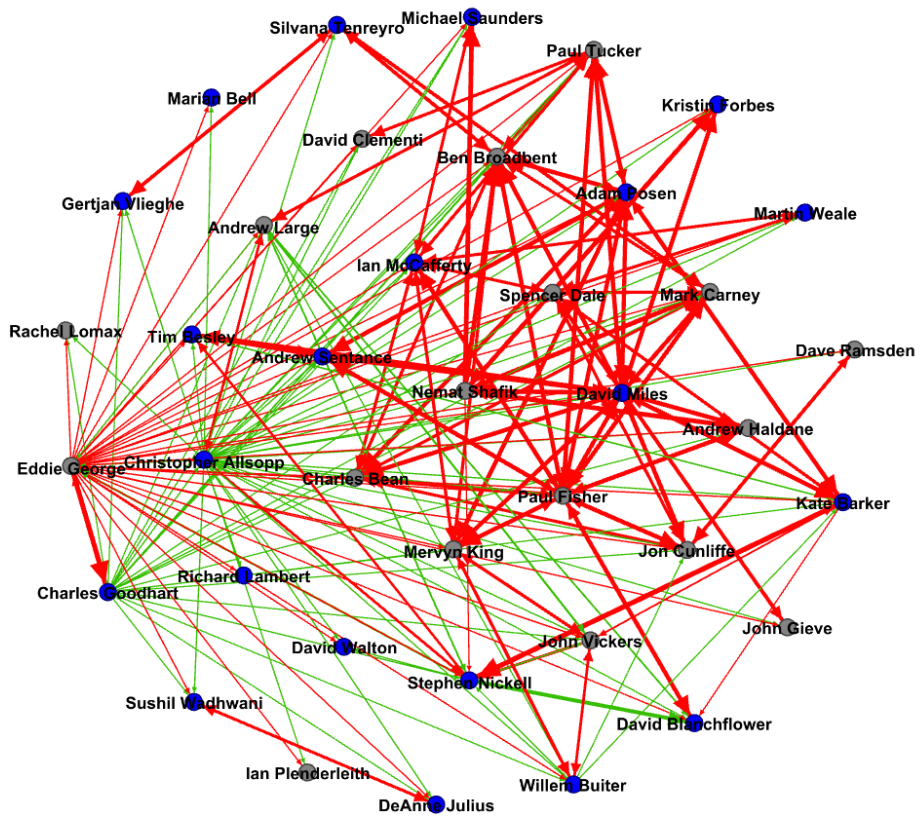 Michael Saunders
Silvana Tenreyro
Paul Tucker
Marian Bell
Kristin Forbes
David Clementi
Ben Broadbent
Adam Posen
Gertjan Vlieghe
Martin Weale
Andrew Large
Ian McCafferty
Spencer Dale
Mark Carney
Rachel Lomax
Tim Besley
Andrew Sentance
Dave Ramsden
Nemat Shafik
David Miles
Andrew Haldane
Eddie George
Christopher Allsopp
Charles Bean
Paul Fisher
Kate Barker
Mervyn King
Jon Cunliffe
Richard Lambert
Charles Goodhart
John Gieve
David Walton
John Vickers
Stephen Nickell
Sushil Wadhwani
David Blanchflower
Ian Plenderleith
Willem Buiter
DeAnne Julius